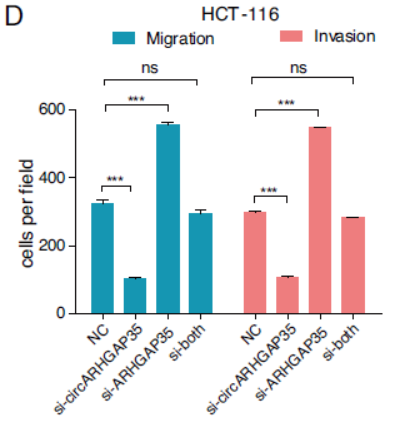 D
HCT-116
Migration Invasion
ns ns
*** ***
*** ***
cells per field
600
400
200
0
NC si-circARHGAP35 si-ARHGAP35 si-both NC si-circARHGAP35 si-ARHGAP35 si-both